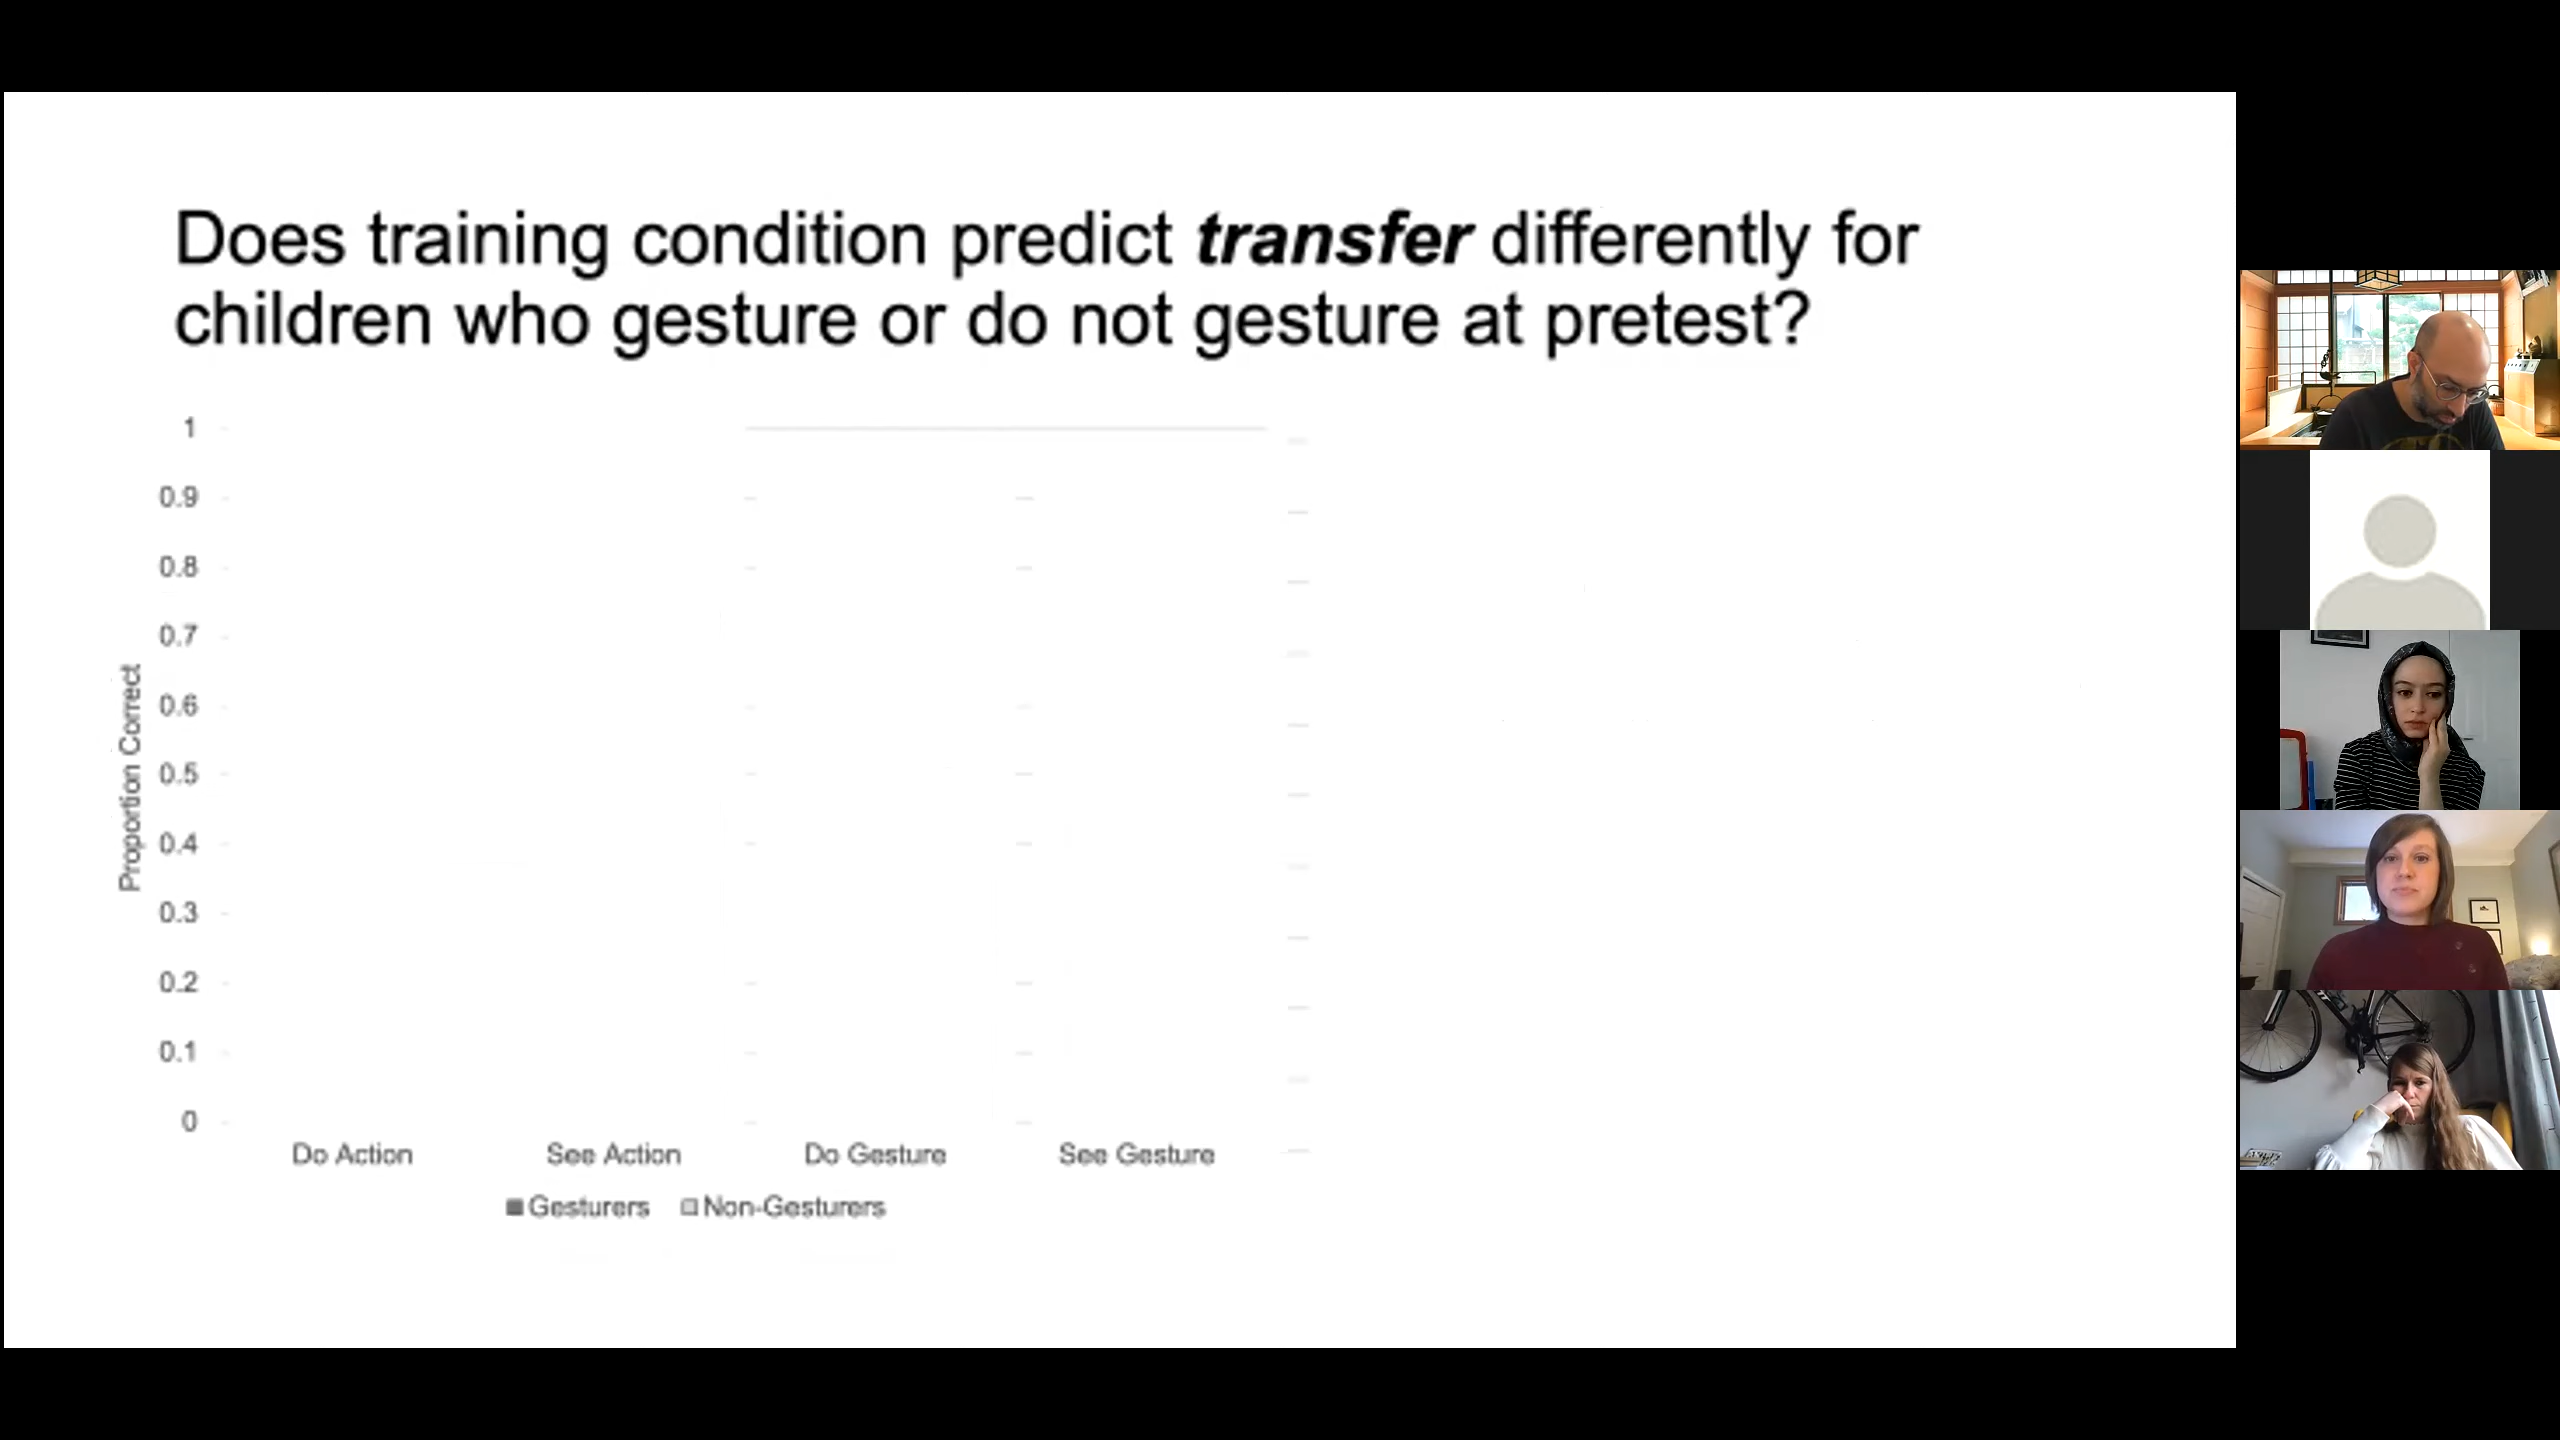 Does training condition predict transfer differently for
children who gesture or do not gesture at pretest?
1
0.9
0.8
0.7
0.6
0.5
0.4
0.3
0.2
0.1
0
Proportion Correct
Do Action See Action Do Gesture See Gesture
Gesturers Non-Gesturers